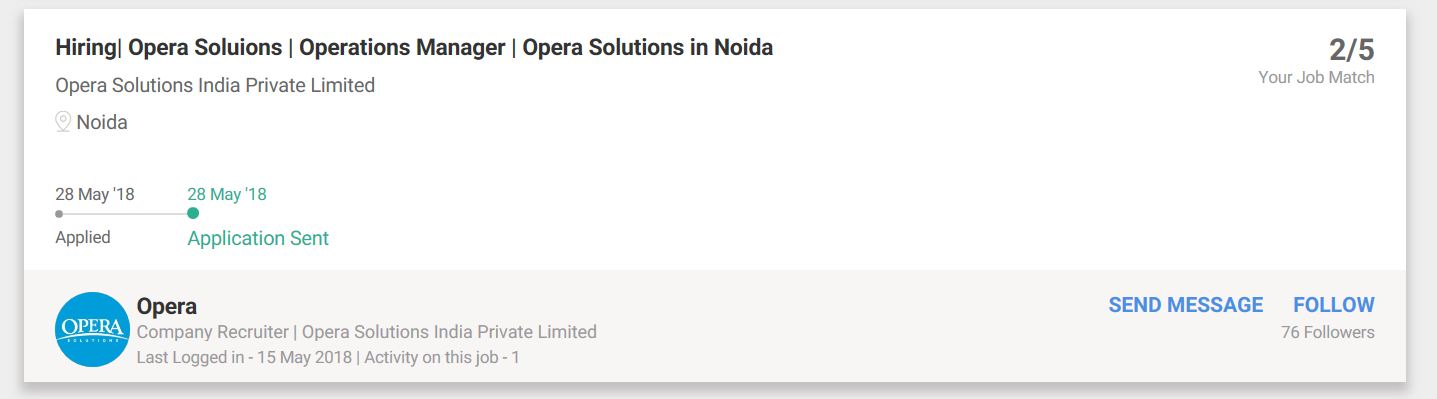 Hiring| Opera Soluions | Operations Manager | Opera Solutions in Noida
2/5
Opera Solutions India Private Limited
Your Job Match
Noida
28 May '18
28 May '18
Applied
Application Sent
OPERA
SOLUTIONS
Opera
Company Recruiter | Opera Solutions India Private Limited
Last Logged in - 15 May 2018 | Activity on this job - 1
SEND MESSAGE
FOLLOW
76 Followers